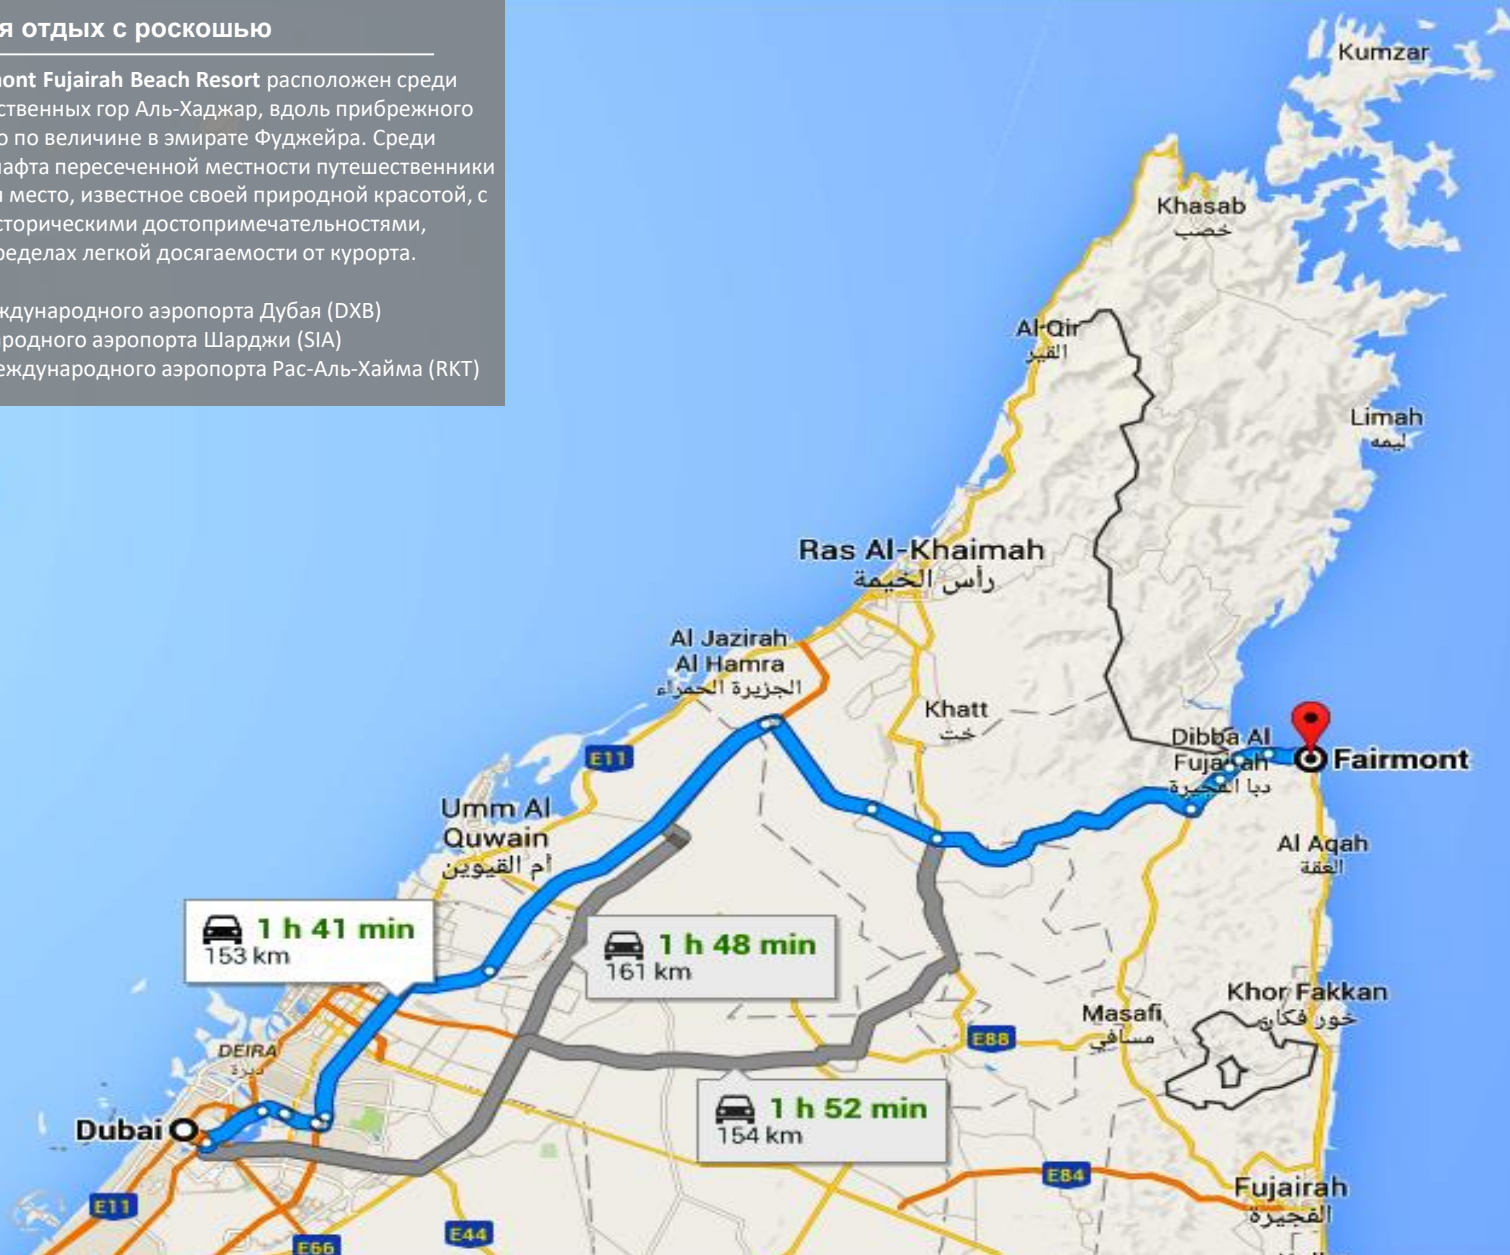 я отдых с роскошью
mont Fujairah Beach Resort расположен среди
ственных гор Аль-Хаджар, вдоль прибрежного
о по величине в эмирате Фуджейра. Среди
афта пересеченной местности путешественники
место, известное своей природной красотой, с
сторическими достопримечательностями,
ределах легкой досягаемости от курорта.
ждународного аэропорта Дубая (DXB)
ародного аэропорта Шарджи (SIA)
еждународного аэропорта Рас-Аль-Хайма (RKT)
Kumzar
Khasab
خصب
Al-Qir
القير
Limah
ليمه
Ras Al-Khaimah
رأس الخيمة
Al Jazirah
Al Hamra
الجزيرة الحمراء
Khatt
خت
Dibba Al
Fujairah
دبا الفجيرة
Fairmont
E11
Umm Al
Quwain
أم القيوين
Al Aqah
العقة
1 h 41 min
153 km
1 h 48 min
161 km
Khor Fakkan
خور فكان
Masafi
مسافي
E88
DEIRA
ديرة
1 h 52 min
154 km
Dubai
E84
Fujairah
الفجيرة
E11
E44
E66